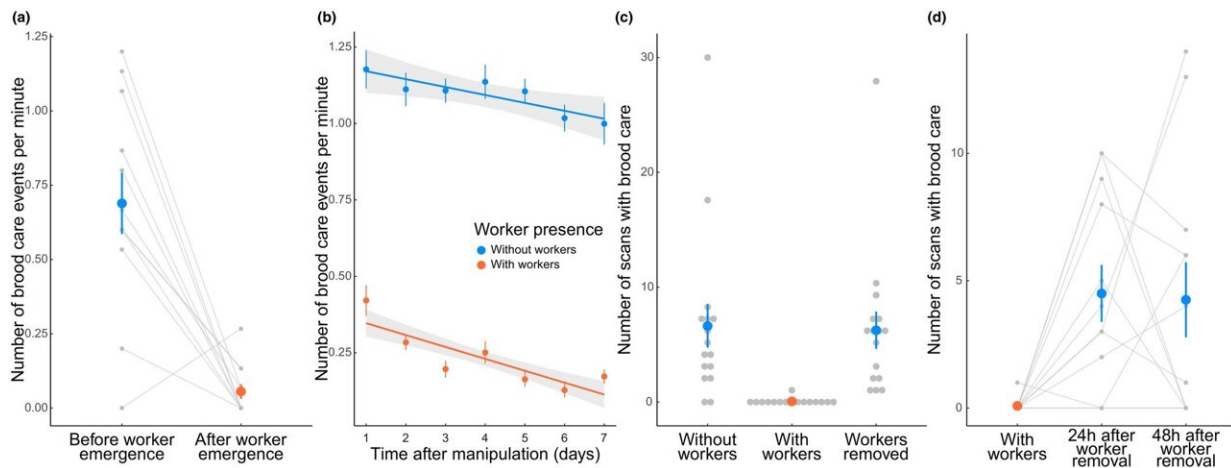 (a)
Number of brood care events per minute
1.25
1.00
0.75
0.50
0.25
0.00
Before worker
emergence
After worker
emergence
(b)
Number of brood care events per minute
1.25
1.00
0.75
0.50
0.25
Worker presence
Without workers
With workers
1
2
3
4
5
6
7
Time after manipulation (days)
(c)
Number of scans with brood care
30
20
10
0
Without
workers
With
workers
Workers
removed
(d)
Number of scans with brood care
10
5
0
With
workers
24h after
worker
removal
48h after
worker
removal